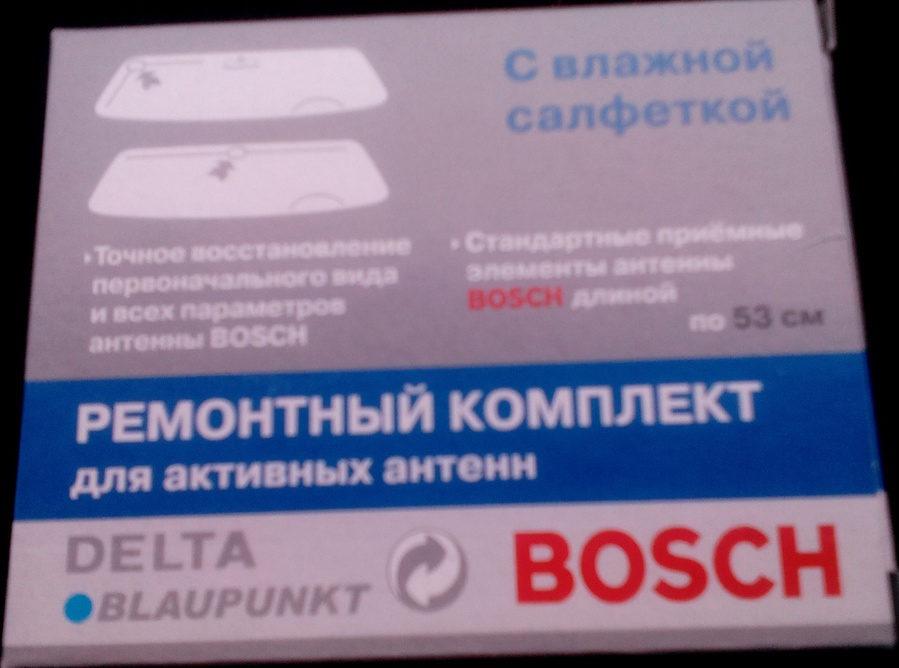 С влажной
салфеткой
Точное восстановление
первоначального вида
и всех параметров
антенны BOSCH
Стандартные приёмные
элементы антенны
BOSCH длиной
по 53 см
РЕМОНТНЫЙ КОМПЛЕКТ
для активных антенн
DELTA
BLAUPUNKT
BOSCH